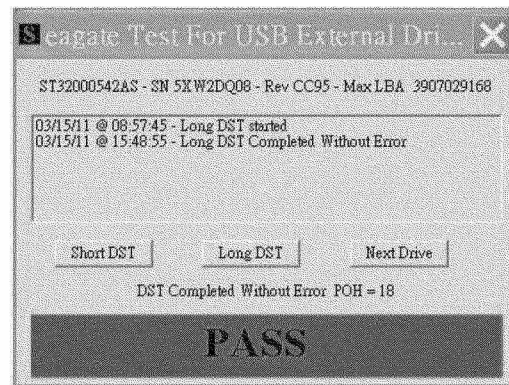 Seagate Test For USB External Dri...
ST32000542AS - SN 5XW2DQ08 - Rev CC95 - Max LBA 3907029168
03/15/11 @ 08:57:45 - Long DST started
03/15/11 @ 15:48:55 - Long DST Completed Without Error
Short DST Long DST Next Drive
DST Completed Without Error POH = 18
PASS